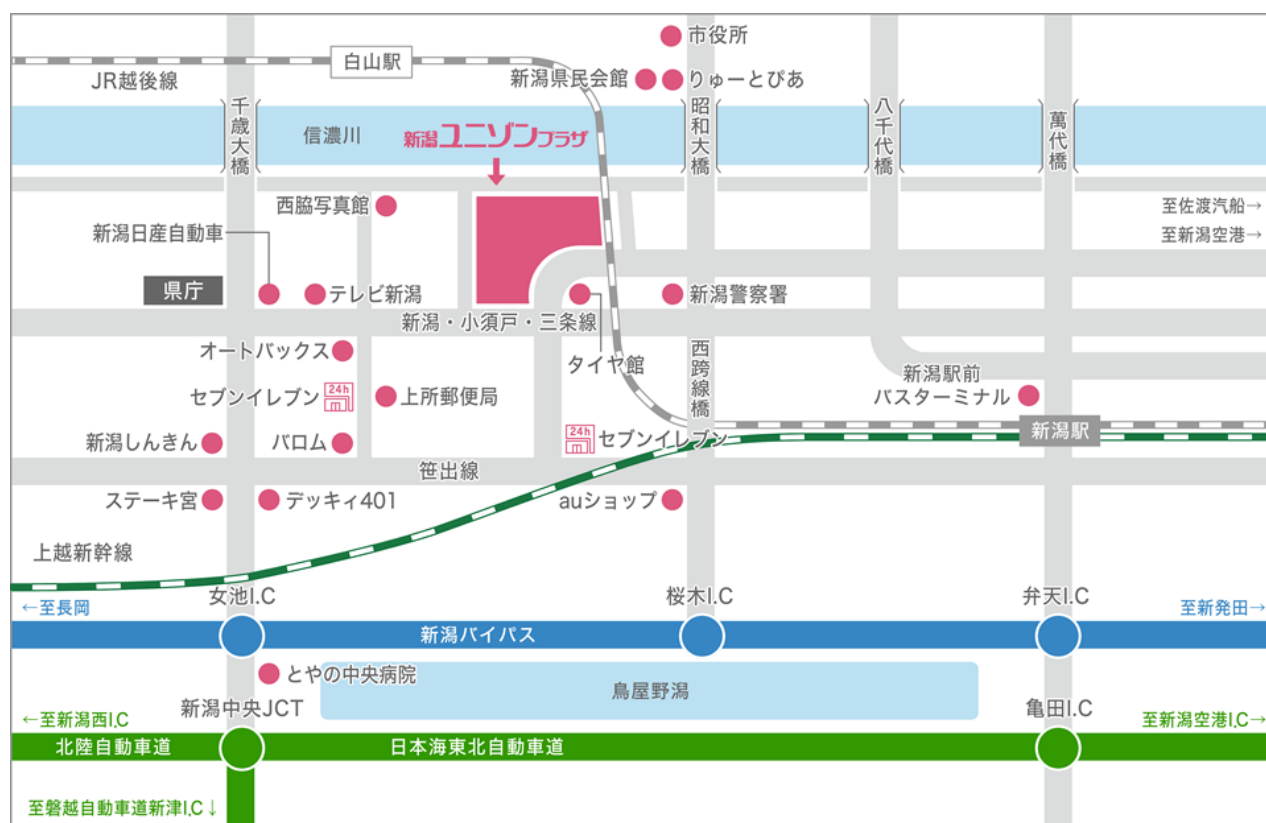 市役所
白山駅
新潟県民会館
りゅーとぴあ
JR越後線
千歳大橋
昭和大橋
八千代橋
萬代橋
信濃川
新潟ユニゾンプラザ
西脇写真館
至佐渡汽船→
新潟日産自動車
至新潟空港→
県庁
テレビ新潟
新潟警察署
新潟・小須戸・三条線
オートバックス
タイヤ館
西跨線橋
新潟駅前
バスターミナル
セブンイレブン
24h
上所郵便局
新潟しんきん
バロム
24h
セブンイレブン
新潟駅
笹出線
ステーキ宮
デッキィ401
auショップ
上越新幹線
女池I.C
桜木I.C
弁天I.C
←至長岡
至新発田→
新潟バイパス
とやの中央病院
鳥屋野潟
新潟中央JCT
亀田I.C
←至新潟西I.C
至新潟空港I.C→
北陸自動車道
日本海東北自動車道
至磐越自動車道新津I.C↓